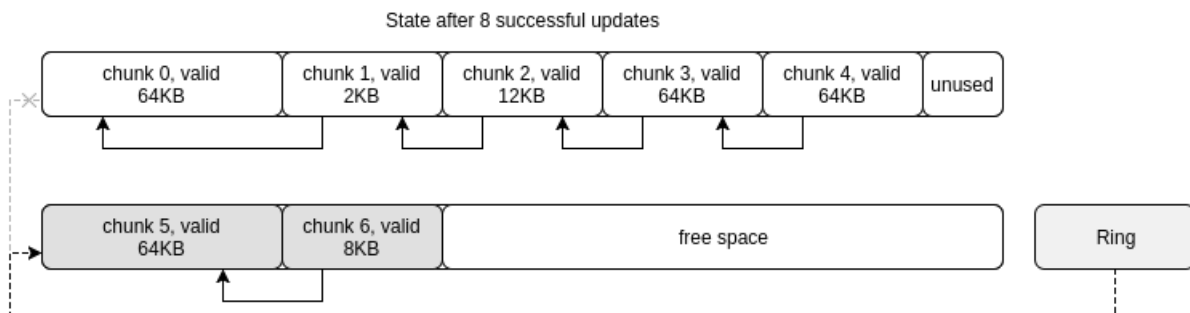 State after 8 successful updates
chunk 0, valid
64KB
chunk 1, valid
2KB
chunk 2, valid
12KB
chunk 3, valid
64KB
chunk 4, valid
64KB
unused
chunk 5, valid
64KB
chunk 6, valid
8KB
free space
Ring